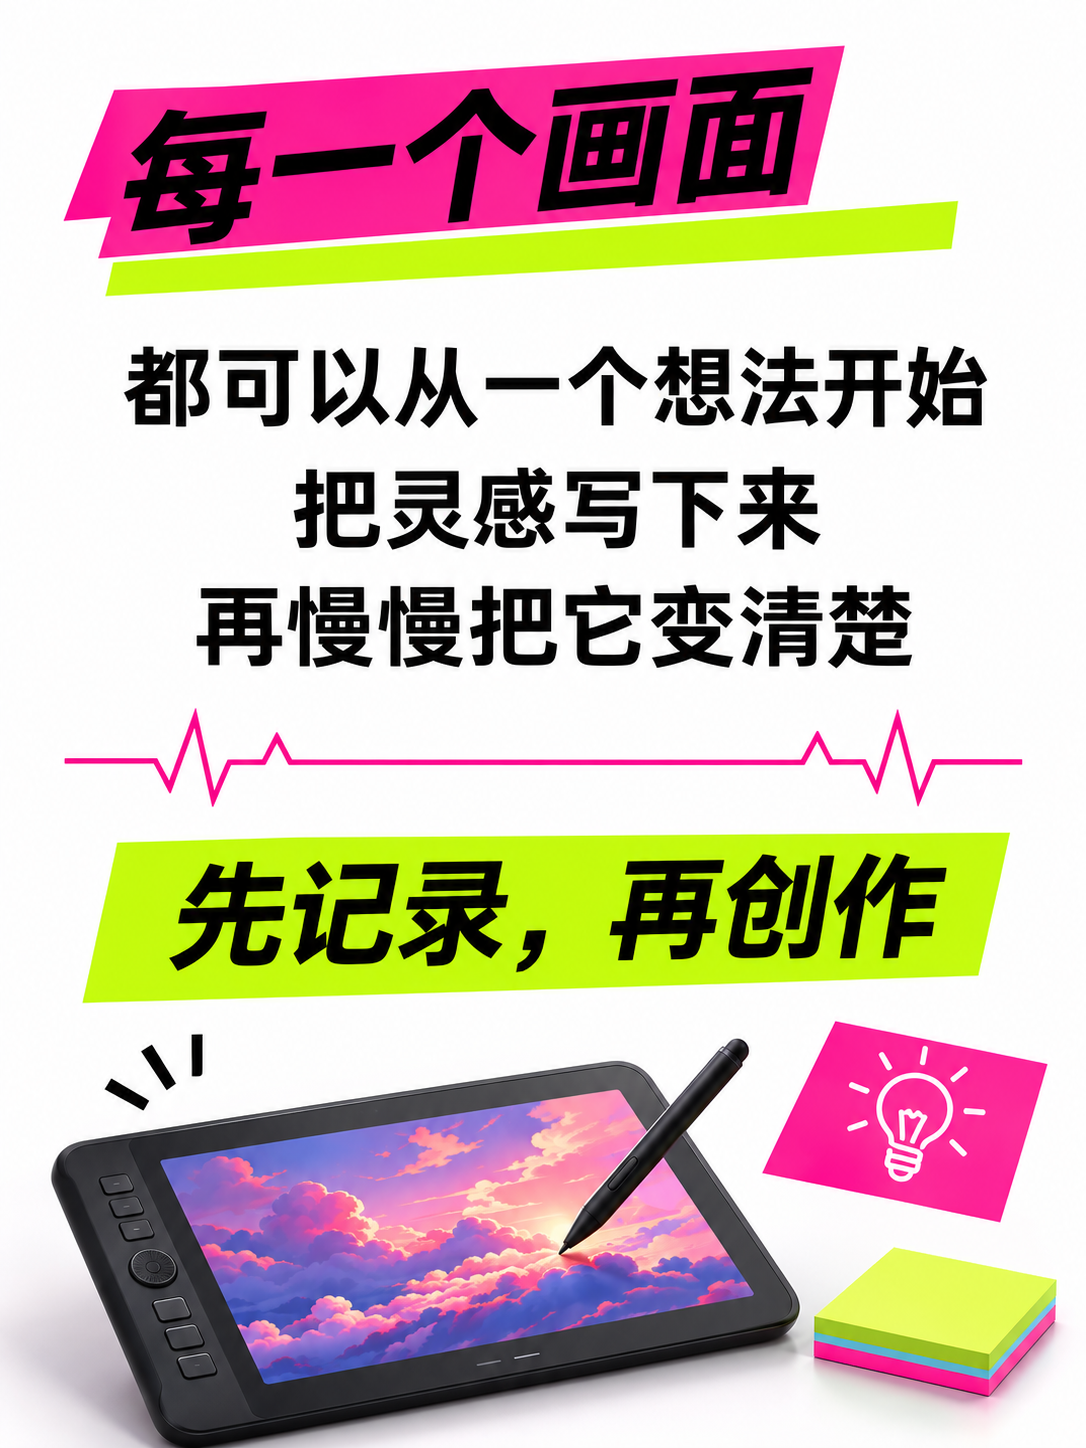 每一个画面
都可以从一个想法开始
把灵感写下来
再慢慢把它变清楚
先记录，再创作